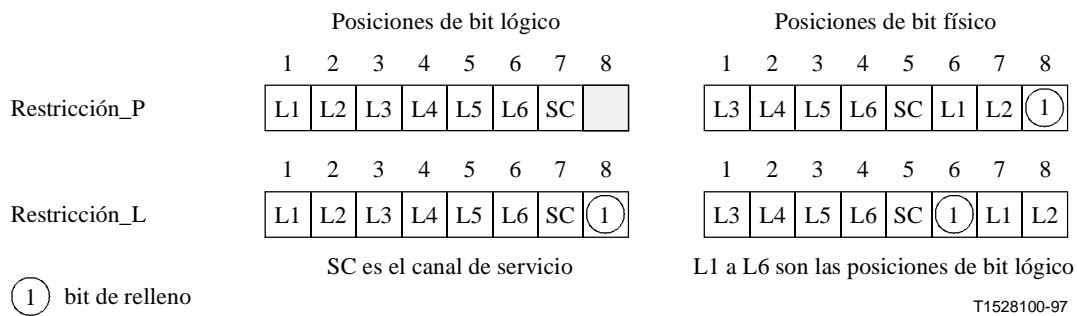 Posiciones de bit lógico Posiciones de bit físico
1 2 3 4 5 6 7 8 1 2 3 4 5 6 7 8
Restricción_P L1 L2 L3 L4 L5 L6 SC L3 L4 L5 L6 SC L1 L2 1
1 2 3 4 5 6 7 8 1 2 3 4 5 6 7 8
Restricción_L L1 L2 L3 L4 L5 L6 SC 1 L3 L4 L5 L6 SC 1 L1 L2
SC es el canal de servicio L1 a L6 son las posiciones de bit lógico
1 bit de relleno
T1528100-97